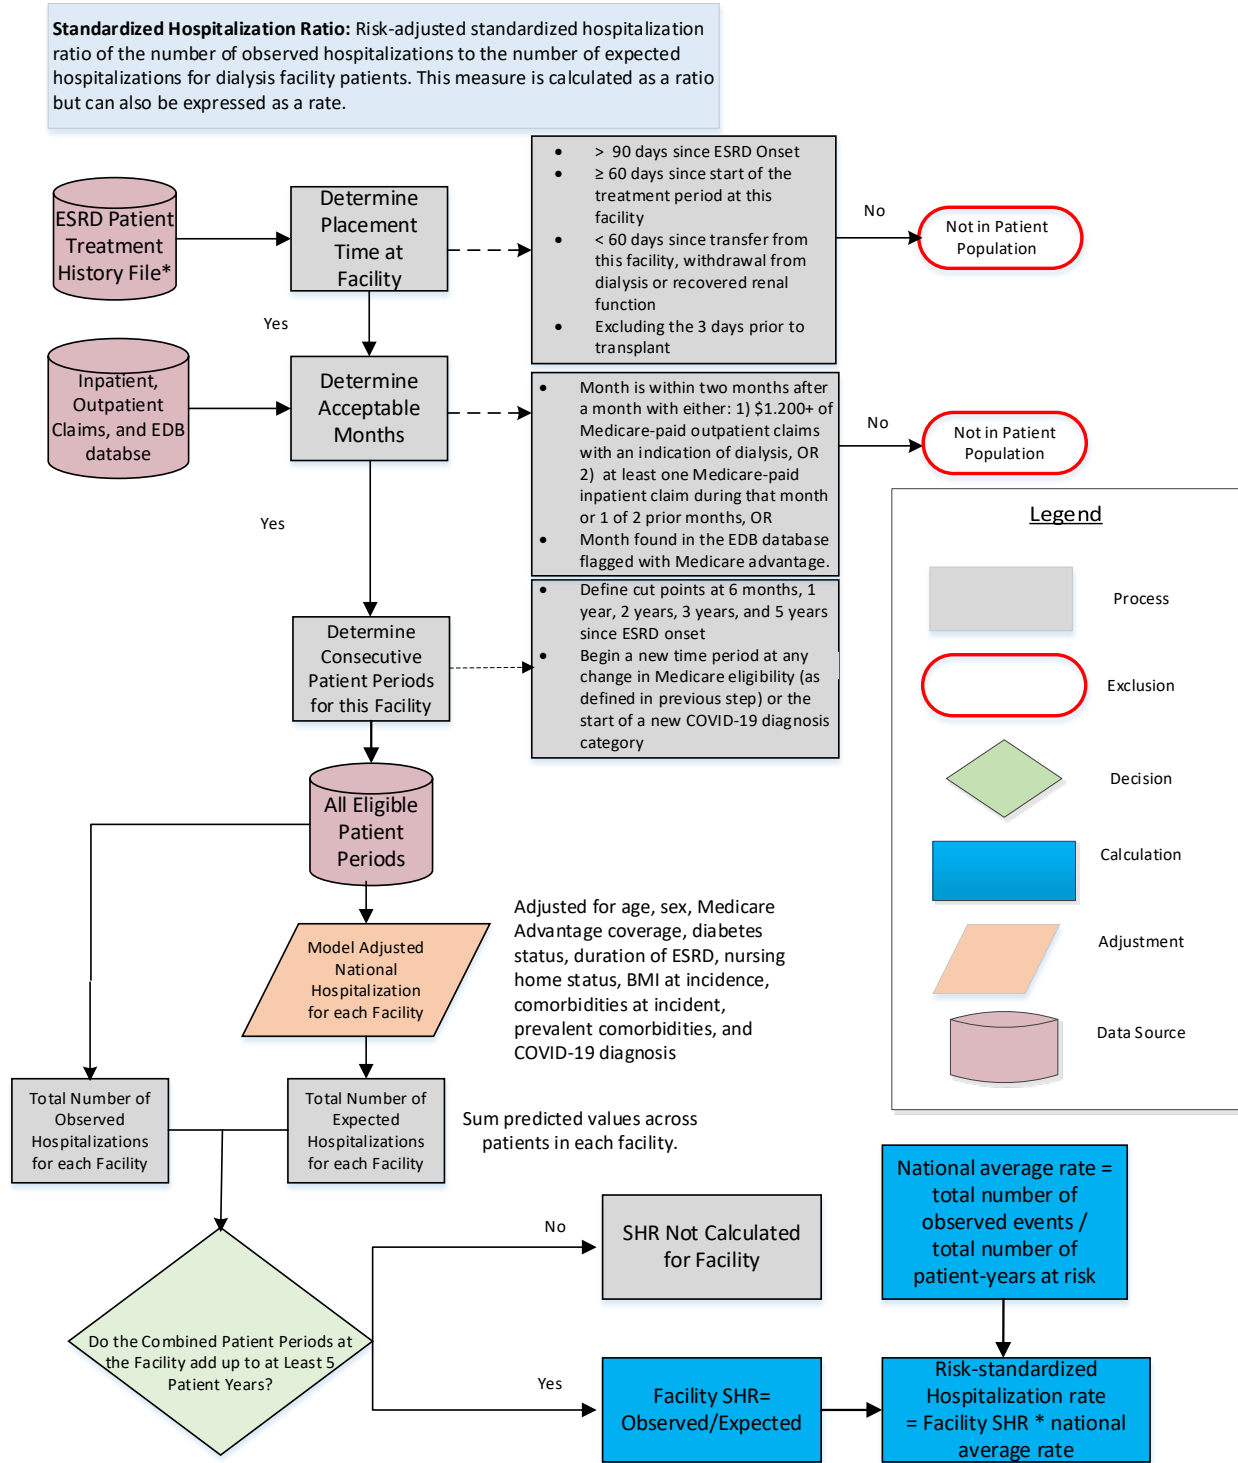 Standardized Hospitalization Ratio: Risk-adjusted standardized hospitalization
ratio of the number of observed hospitalizations to the number of expected
hospitalizations for dialysis facility patients. This measure is calculated as a ratio
but can also be expressed as a rate.
ESRD Patient
Treatment
History File*
Determine
Placement
Time at
Facility
• > 90 days since ESRD Onset
• ≥ 60 days since start of the
treatment period at this
facility
• < 60 days since transfer from
this facility, withdrawal from
dialysis or recovered renal
function
• Excluding the 3 days prior to
transplant
No
Not in Patient
Population
Yes
Inpatient,
Outpatient
Claims, and EDB
databse
Determine
Acceptable
Months
• Month is within two months after
a month with either: 1) $1.200+ of
Medicare-paid outpatient claims
with an indication of dialysis, OR
2) at least one Medicare-paid
inpatient claim during that month
or 1 of 2 prior months, OR
• Month found in the EDB database
flagged with Medicare advantage.
No
Not in Patient
Population
Yes
Determine
Consecutive
Patient Periods
for this Facility
• Define cut points at 6 months, 1
year, 2 years, 3 years, and 5 years
since ESRD onset
• Begin a new time period at any
change in Medicare eligibility (as
defined in previous step) or the
start of a new COVID-19 diagnosis
category
Legend
Process
Exclusion
Decision
Calculation
Adjustment
Data Source
All Eligible
Patient
Periods
Model Adjusted
National
Hospitalization
for each Facility
Adjusted for age, sex, Medicare
Advantage coverage, diabetes
status, duration of ESRD, nursing
home status, BMI at incidence,
comorbidities at incident,
prevalent comorbidities, and
COVID-19 diagnosis
Total Number of
Observed
Hospitalizations
for each Facility
Total Number of
Expected
Hospitalizations
for each Facility
Sum predicted values across
patients in each facility.
Do the Combined Patient Periods at
the Facility add up to at Least 5
Patient Years?
No
SHR Not Calculated
for Facility
National average rate =
total number of
observed events /
total number of
patient-years at risk
Yes
Facility SHR=
Observed/Expected
Risk-standardized
Hospitalization rate
= Facility SHR * national
average rate